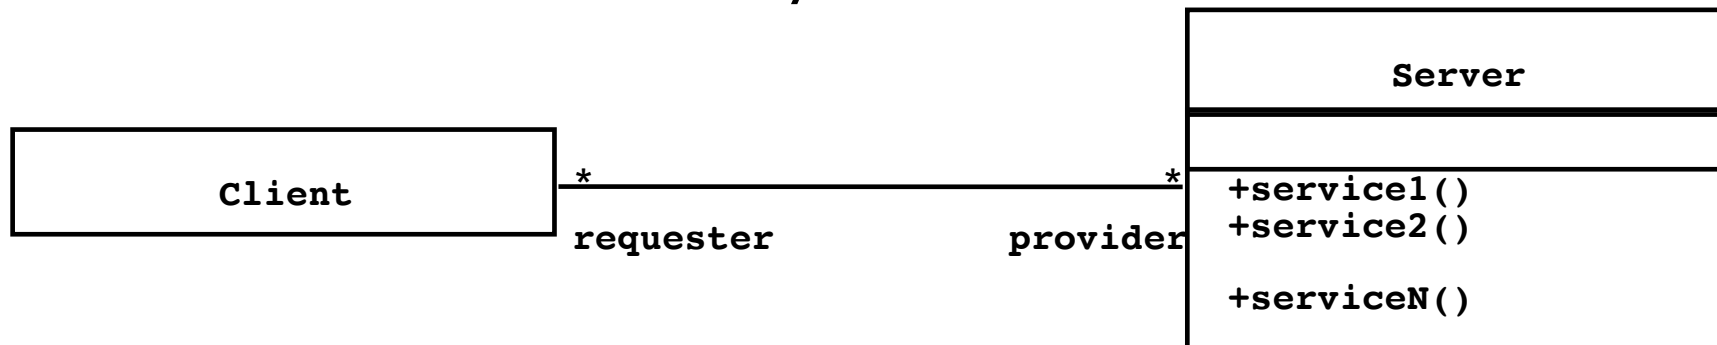 Server
Client
*
*
requester
provider
+service1()
+service2()
+serviceN()